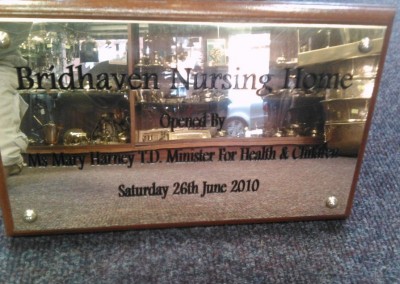 Bridhaven Nursing Home
Opened By
Ms Mary Harney T.D. Minister For Health & Children
Saturday 26th June 2010